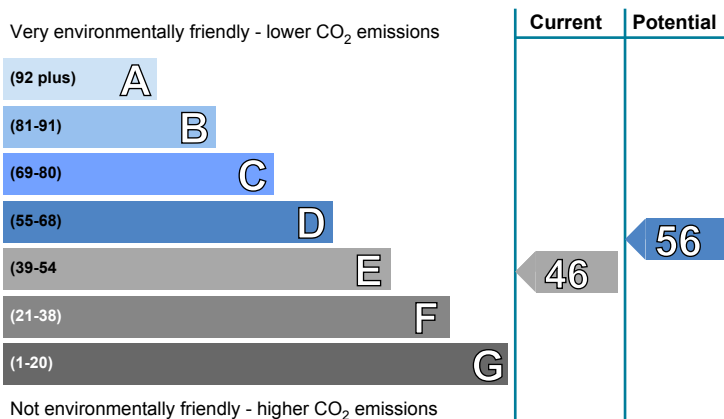 Current Potential
Very environmentally friendly - lower CO2 emissions
(92 plus) A
(81-91) B
(69-80) C
(55-68) D
56
(39-54 E
46
(21-38) F
(1-20) G
Not environmentally friendly - higher CO2 emissions